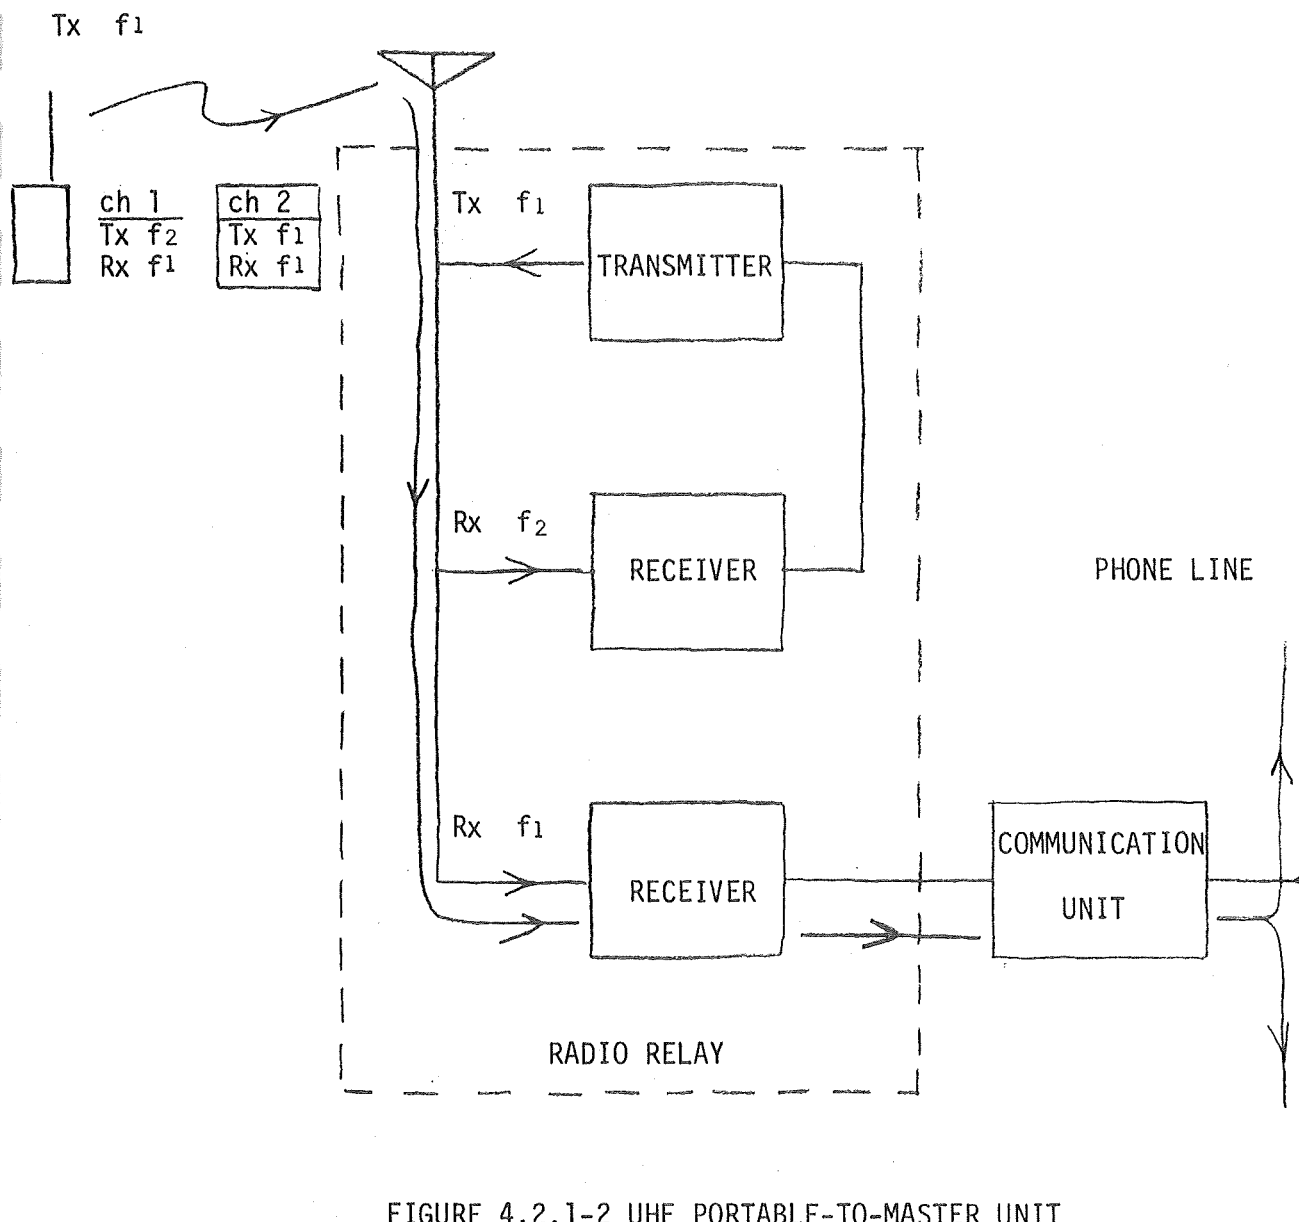 Tx f1
ch 1
Tx f2
Rx f1
ch 2
Tx f1
Rx f1
Tx f1
TRANSMITTER
Rx f2
RECEIVER
PHONE LINE
Rx f1
RECEIVER
COMMUNICATION
UNIT
RADIO RELAY
FIGURE 4.2.1-2 UHF PORTABLE-TO-MASTER UNIT